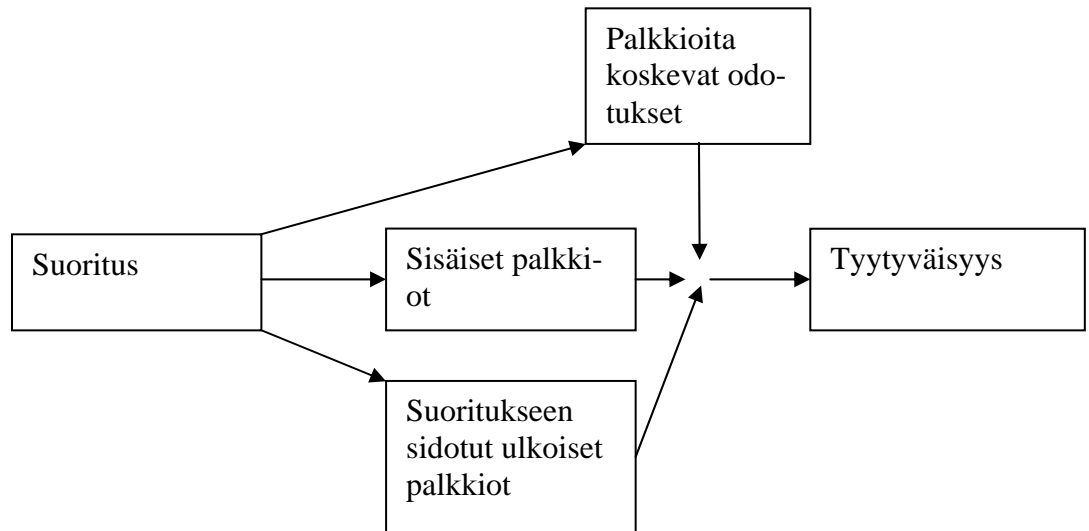 Palkkioita
koskevat odo-
tukset
Suoritus
Sisäiset palkki-
ot
Tyytyväisyys
Suoritukseen
sidotut ulkoiset
palkkiot